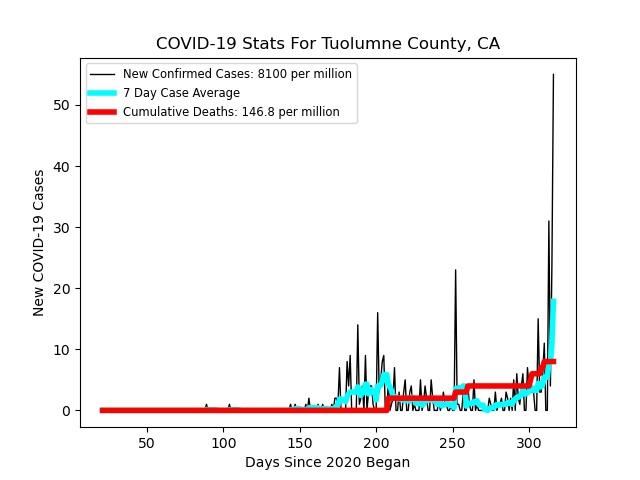 COVID-19 Stats For Tuolumne County, CA
New Confirmed Cases: 8100 per million
7 Day Case Average
Cumulative Deaths: 146.8 per million
New COVID-19 Cases
50
40
30
20
10
0
50 100 150 200 250 300
Days Since 2020 Began